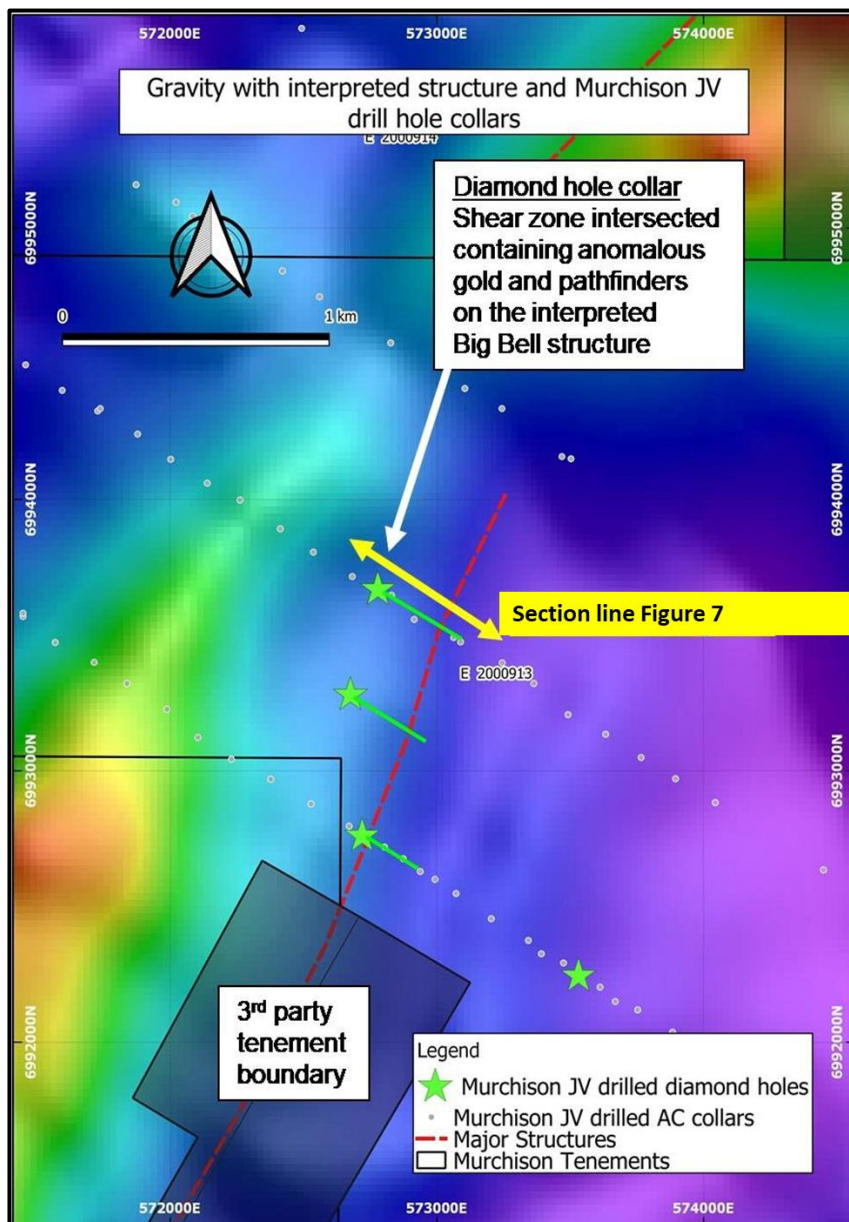 572000E
573000E
574000E
Gravity with interpreted structure and Murchison JV
drill hole collars
E 2000914
Diamond hole collar
Shear zone intersected
containing anomalous
gold and pathfinders
on the interpreted
Big Bell structure
6995000N
6995000N
0
1 km
6994000N
6994000N
Section line Figure 7
E 2000913
6993000N
6993000N
3rd party
tenement
boundary
6992000N
6992000N
Legend
Murchison JV drilled diamond holes
Murchison JV drilled AC collars
Major Structures
Murchison Tenements
572000E
573000E
574000E